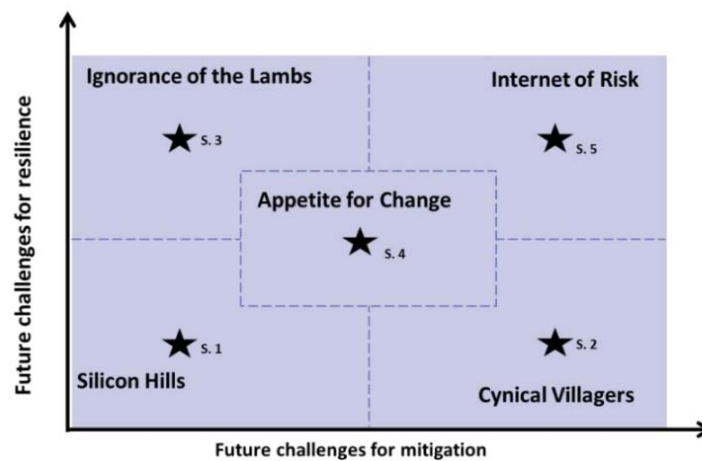 Ignorance of the Lambs
Internet of Risk
S. 3
S. 5
Appetite for Change
S. 4
S. 1
S. 2
Silicon Hills
Cynical Villagers
Future challenges for resilience
Future challenges for mitigation